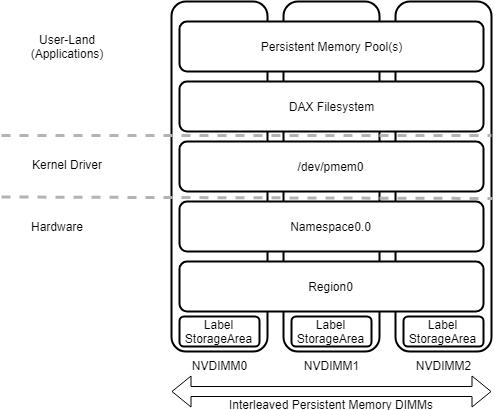 User-Land
(Applications)
Persistent Memory Pool(s)
DAX Filesystem
Kernel Driver
/dev/pmem0
Hardware
Namespace0.0
Region0
Label
StorageArea
Label
StorageArea
Label
StorageArea
NVDIMM0
NVDIMM1
NVDIMM2
Interleaved Persistent Memory DIMMs